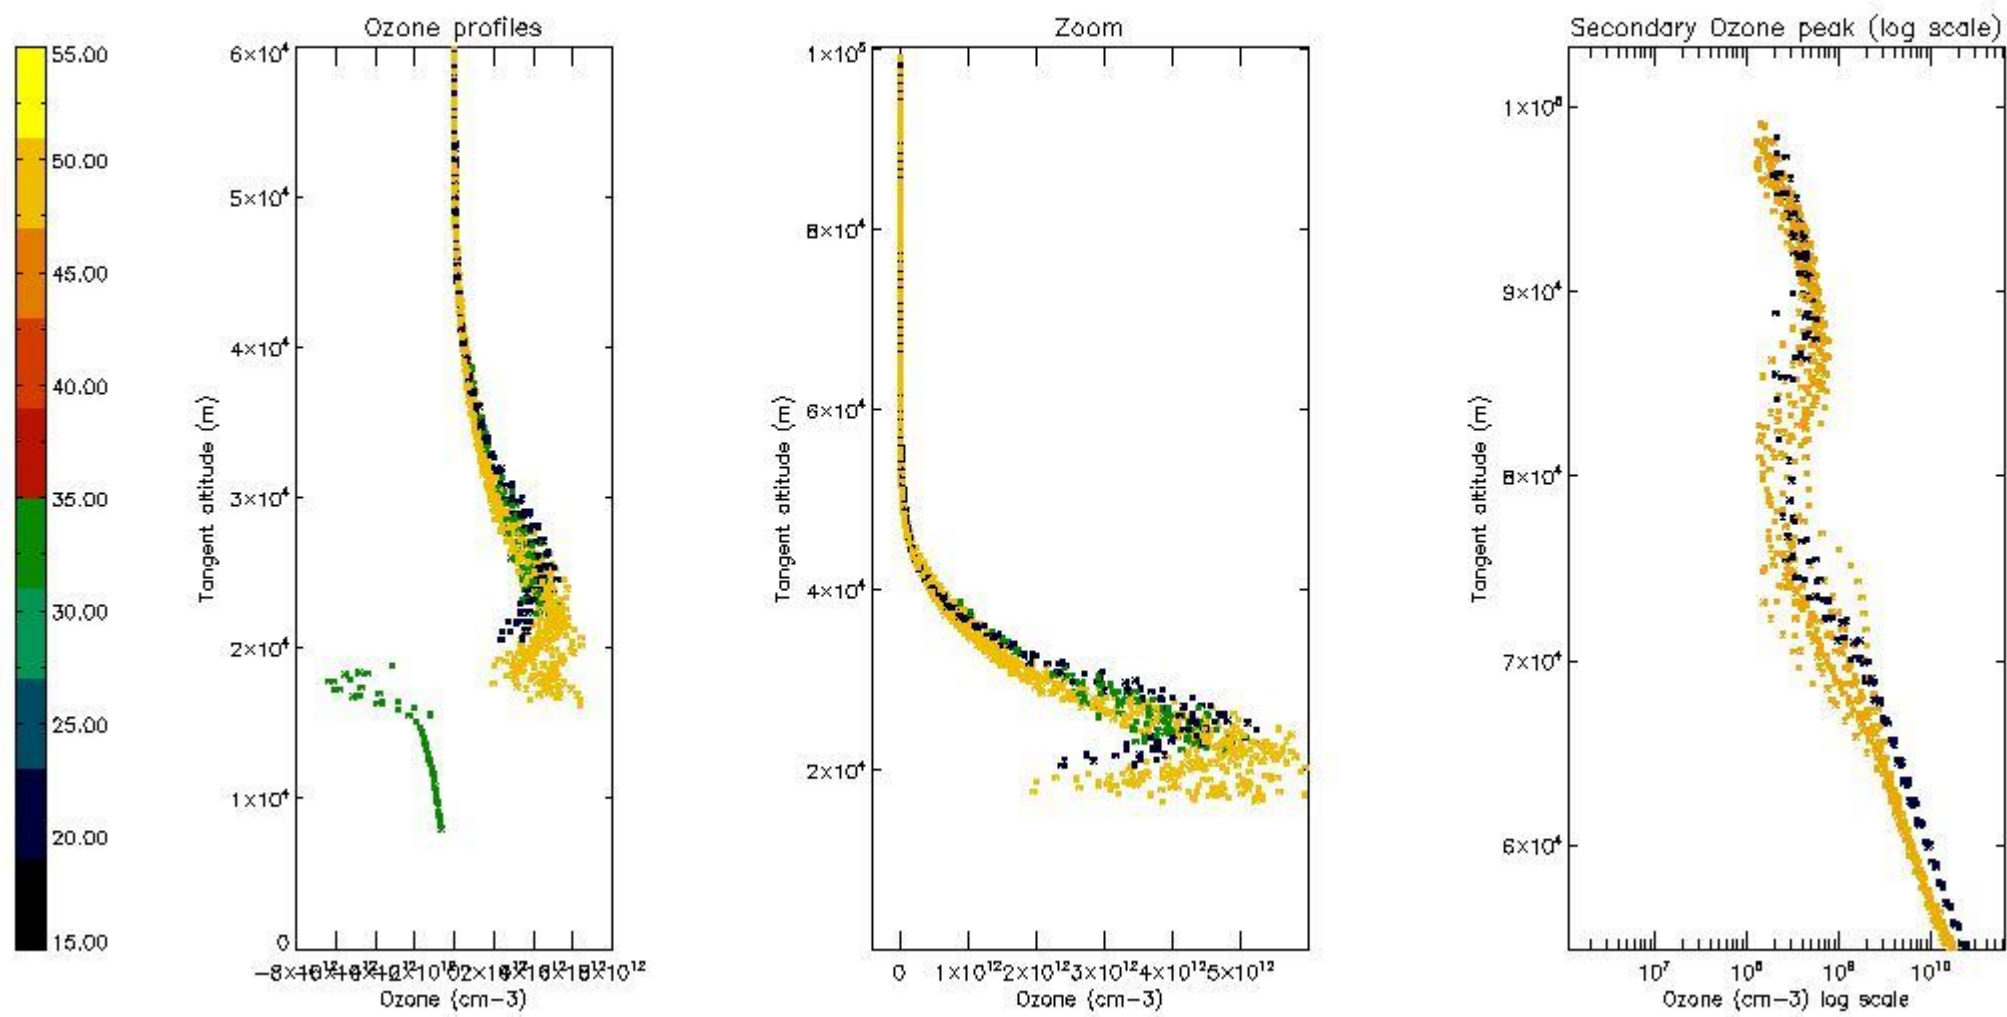 Ozone profiles
Zoom
Secondary Ozone peak (log scale)
55.00
50.00
45.00
40.00
35.00
30.00
25.00
20.00
15.00
6×10⁴
5×10⁴
4×10⁴
3×10⁴
2×10⁴
1×10⁴
0
Tangent altitude (m)
Ozone (cm−3)
1×10⁵
8×10⁴
6×10⁴
4×10⁴
2×10⁴
Tangent altitude (m)
0 1×10¹² 2×10¹² 3×10¹² 4×10¹² 5×10¹²
Ozone (cm−3)
9×10⁴
8×10⁴
7×10⁴
6×10⁴
Tangent altitude (m)
10⁷ 10⁸ 10⁹ 10¹⁰
Ozone (cm−3) log scale